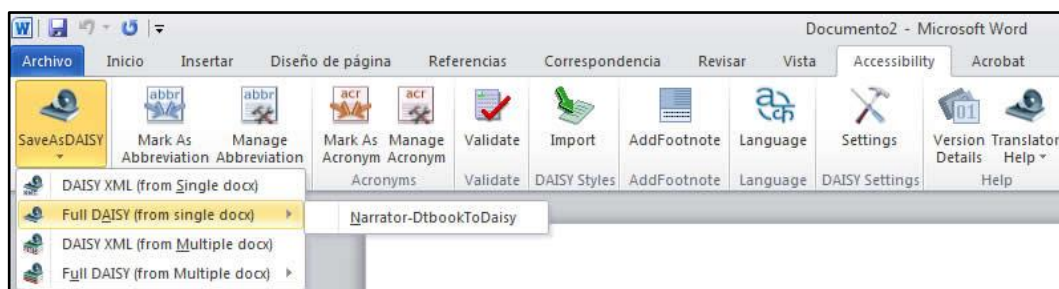 W
Documento2 - Microsoft Word
Archivo Inicio Insertar Diseño de página Referencias Correspondencia Revisar Vista Accessibility Acrobat
abbr abbr acr acr 01
SaveAsDAISY Mark As Manage Mark As Manage Validate Import AddFootnote Language Settings Version Translator
Abbreviation Abbreviation Acronym Acronym Details Help
Acronyms Validate DAISY Styles AddFootnote Language DAISY Settings Help
DAISY XML (from Single docx)
Full DAISY (from single docx) Narrator-DtbookToDaisy
DAISY XML (from Multiple docx)
Full DAISY (from Multiple docx)